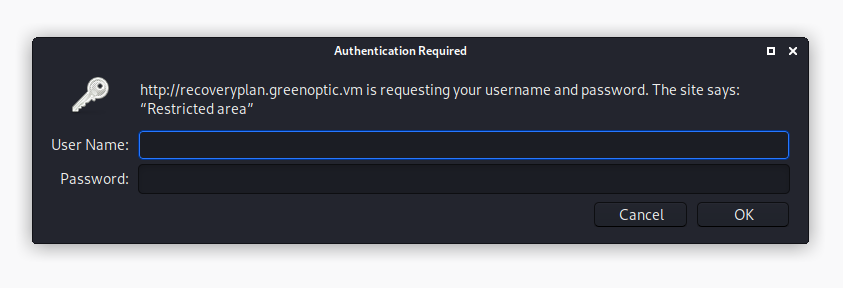 Authentication Required
http://recoveryplan.greenoptic.vm is requesting your username and password. The site says:
“Restricted area”
User Name:
Password:
Cancel OK